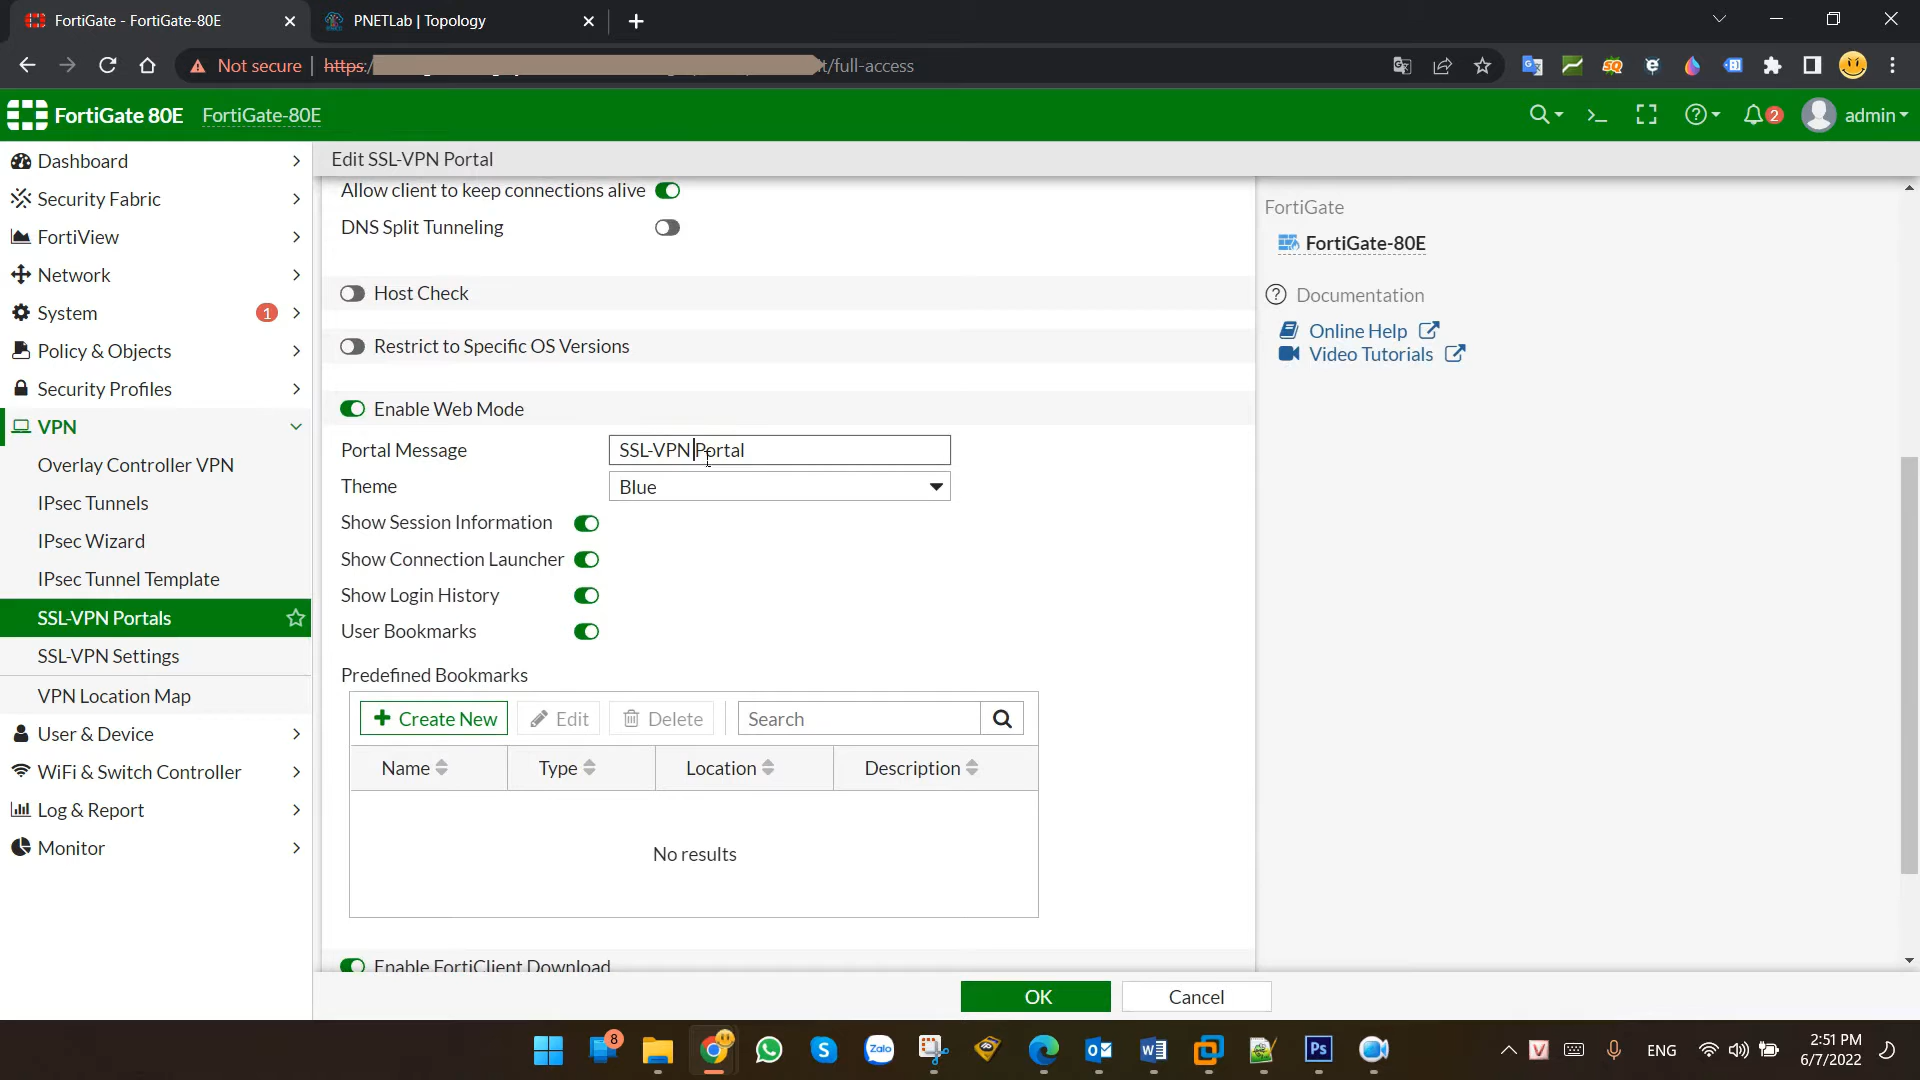 FortiGate - FortiGate-80E
PNETLab | Topology
Not secure
https:/
t/full-access
FortiGate 80E
FortiGate-80E
2
admin
Dashboard
Security Fabric
FortiView
Network
System
1
Policy & Objects
Security Profiles
VPN
Overlay Controller VPN
IPsec Tunnels
IPsec Wizard
IPsec Tunnel Template
SSL-VPN Portals
SSL-VPN Settings
VPN Location Map
User & Device
WiFi & Switch Controller
Log & Report
Monitor
Edit SSL-VPN Portal
Allow client to keep connections alive
DNS Split Tunneling
Host Check
Restrict to Specific OS Versions
Enable Web Mode
Portal Message
SSL-VPN Portal
Theme
Blue
Show Session Information
Show Connection Launcher
Show Login History
User Bookmarks
Predefined Bookmarks
Create New
Edit
Delete
Search
Name
Type
Location
Description
No results
Enable FortiClient Download
OK
Cancel
FortiGate
FortiGate-80E
Documentation
Online Help
Video Tutorials
8
Zalo
Ps
V
ENG
2:51 PM
6/7/2022